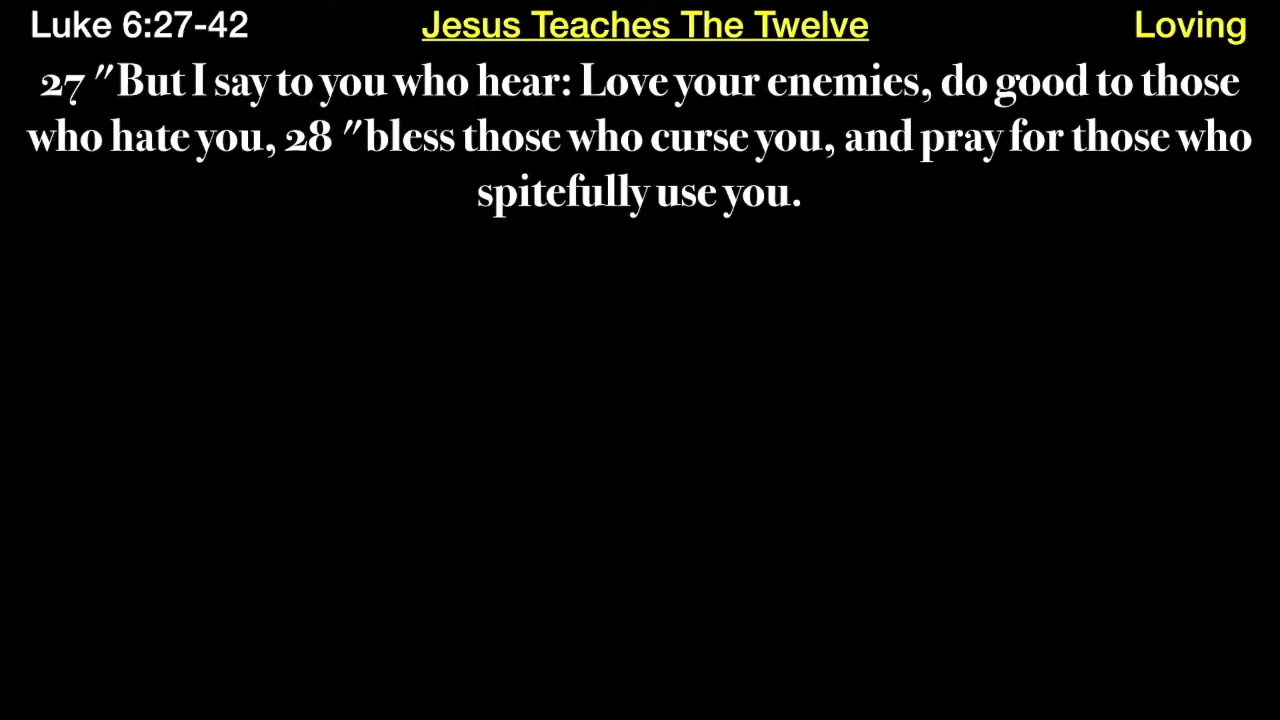 Luke 6:27-42 Jesus Teaches The Twelve Loving
27 "But I say to you who hear: Love your enemies, do good to those
who hate you, 28 "bless those who curse you, and pray for those who
spitefully use you.